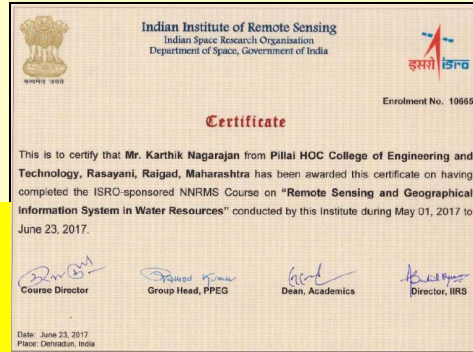 Indian Institute of Remote Sensing
Indian Space Research Organisation
Department of Space, Government of India
सत्यमेव जयते
इसरो isro
Enrolment No. 10665
Certificate
This is to certify that Mr. Karthik Nagarajan from Pillai HOC College of Engineering and
Technology, Rasayani, Raigad, Maharashtra has been awarded this certificate on having
completed the ISRO-sponsored NNRMS Course on "Remote Sensing and Geographical
Information System in Water Resources" conducted by this Institute during May 01, 2017 to
June 23, 2017.
Course Director
Group Head, PPEG
Dean, Academics
Director, IIRS
Date: June 23, 2017
Place: Dehradun, India